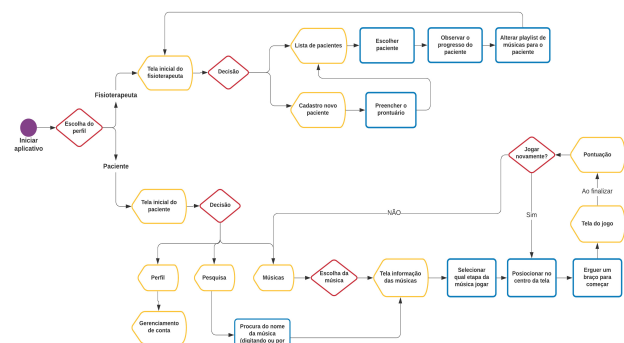 Tela inicial do
fisioterapeuta
Decisão
Lista de pacientes
Escolher
paciente
Observar o
progresso do
paciente
Alterar playlist de
músicas para o
paciente
Cadastro novo
paciente
Preencher o
prontuário
Fisioterapeuta
Escolha do
perfil
Iniciar
aplicativo
Paciente
Tela inicial do
paciente
Decisão
Jogar
novamente?
Pontuação
Ao finalizar
Tela do jogo
NÃO
Sim
Perfil
Pesquisa
Músicas
Escolha da
música
Tela informação
das músicas
Selecionar
qual etapa da
música jogar
Posiocionar no
centro da tela
Erguer um
braço para
começar
Gerenciamento
de conta
Procura do nome
da música
(digitando ou por